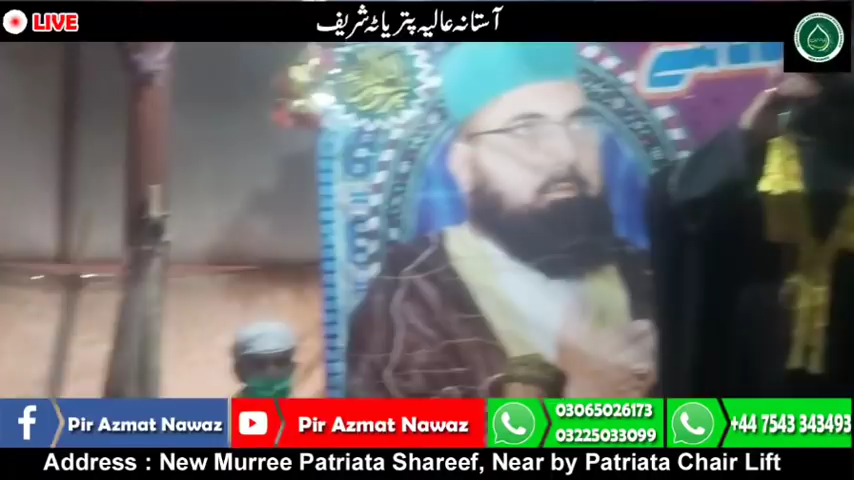 LIVE
آستانہ عالیہ پتریاٹہ شریف
Pir Azmat Nawaz
Pir Azmat Nawaz
03065026173
03225033099
+44 7543 343493
Address : New Murree Patriata Shareef, Near by Patriata Chair Lift